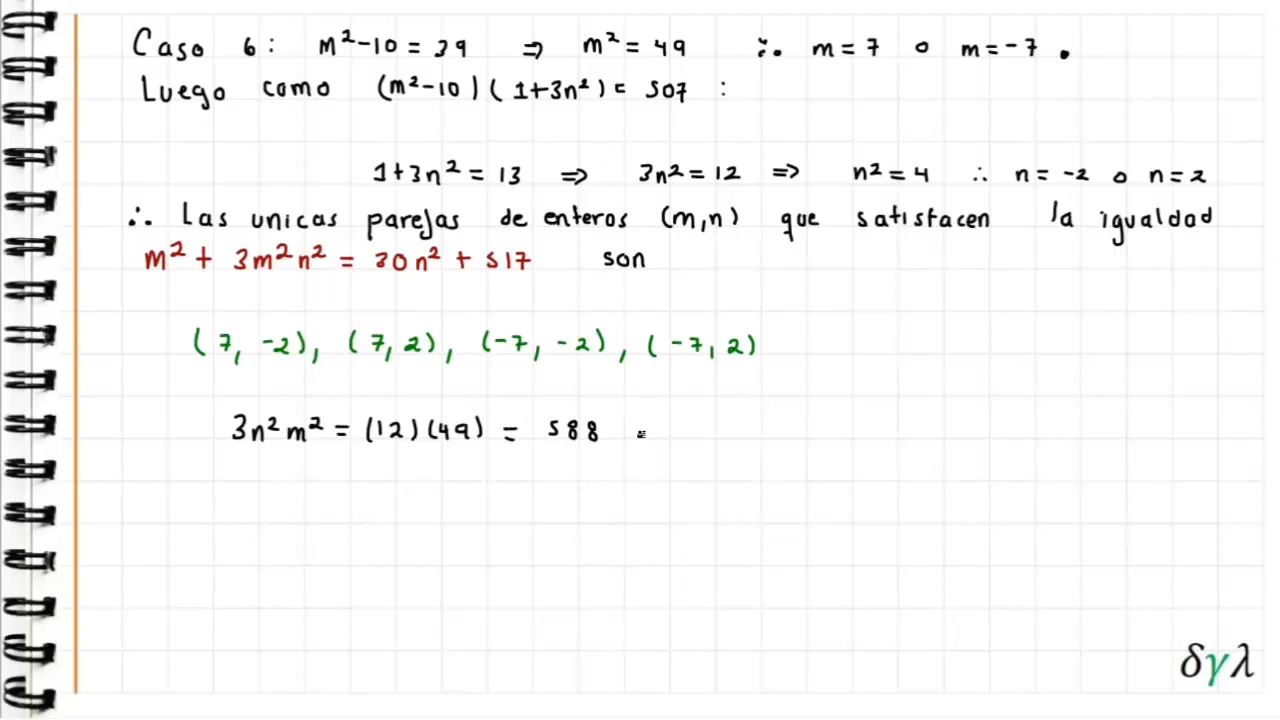 Caso 6: m²-10 = 39 ⇒ m² = 49 ∴ m = 7 o m = -7.
Luego como (m²-10)(1+3n²) = 507 :
1+3n² = 13 ⇒ 3n² = 12 ⇒ n² = 4 ∴ n = -2 o n = 2
∴ Las unicas parejas de enteros (m,n) que satisfacen la igualdad
m² + 3m²n² = 30n² + 517 son
(7, -2), (7, 2), (-7, -2), (-7, 2)
3n²m² = (12)(49) = 588
δγλ